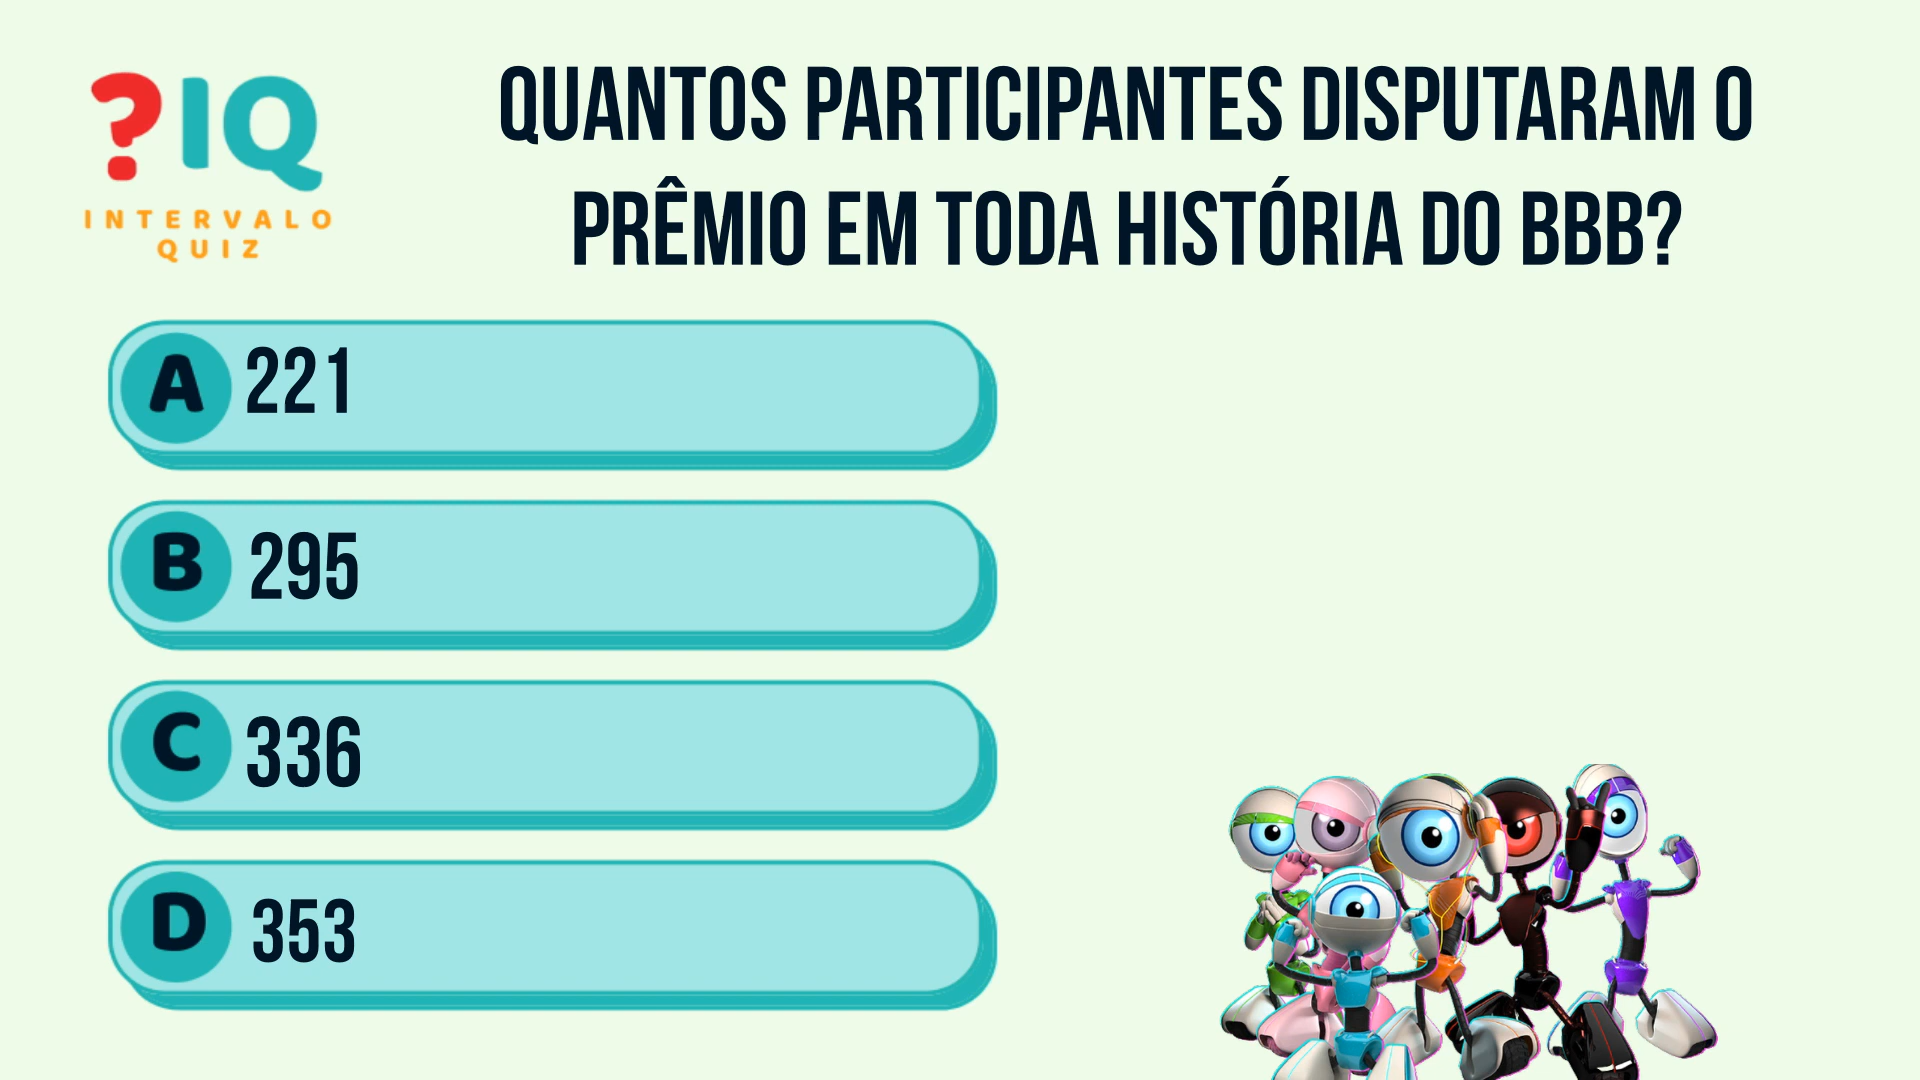 ?IQ
INTERVALO
QUIZ
QUANTOS PARTICIPANTES DISPUTARAM O
PRÊMIO EM TODA HISTÓRIA DO BBB?
A 221
B 295
C 336
D 353